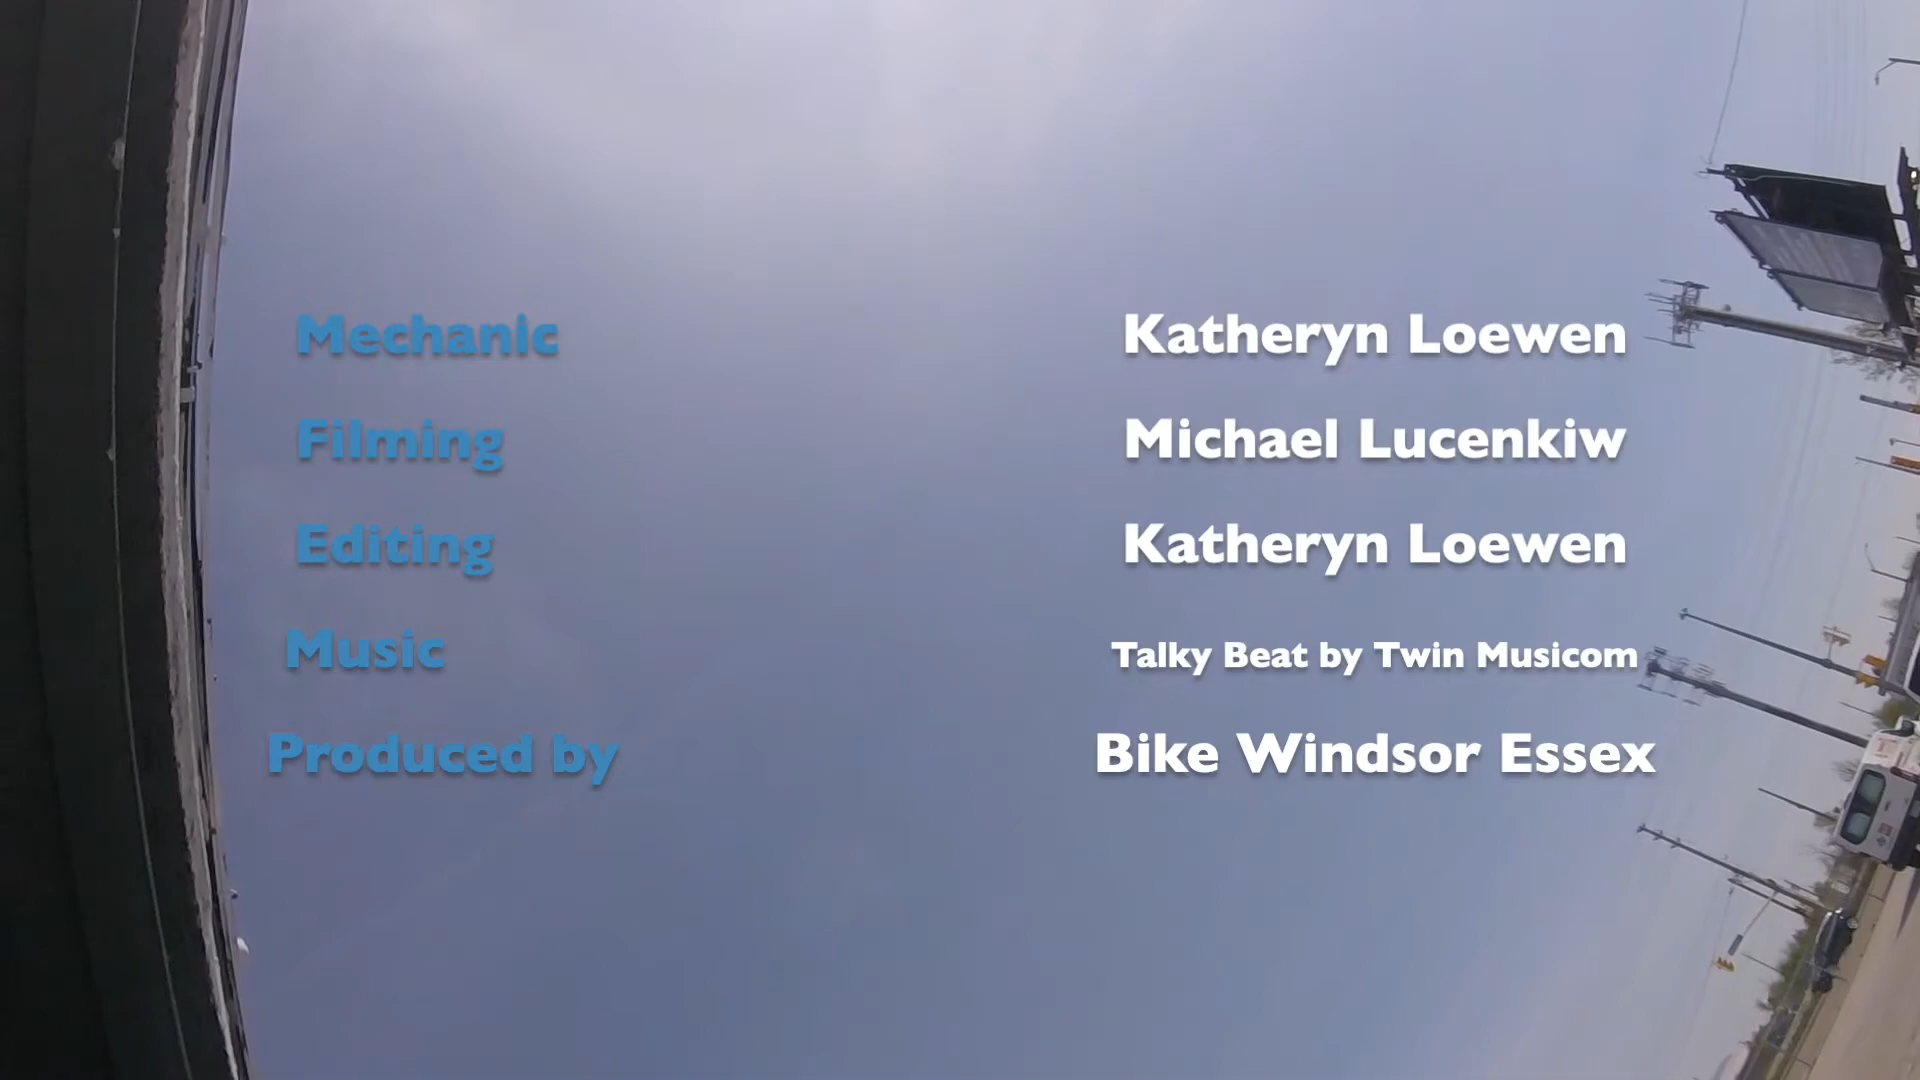 Mechanic Katheryn Loewen
Filming Michael Lucenkiw
Editing Katheryn Loewen
Music Talky Beat by Twin Musicom
Produced by Bike Windsor Essex